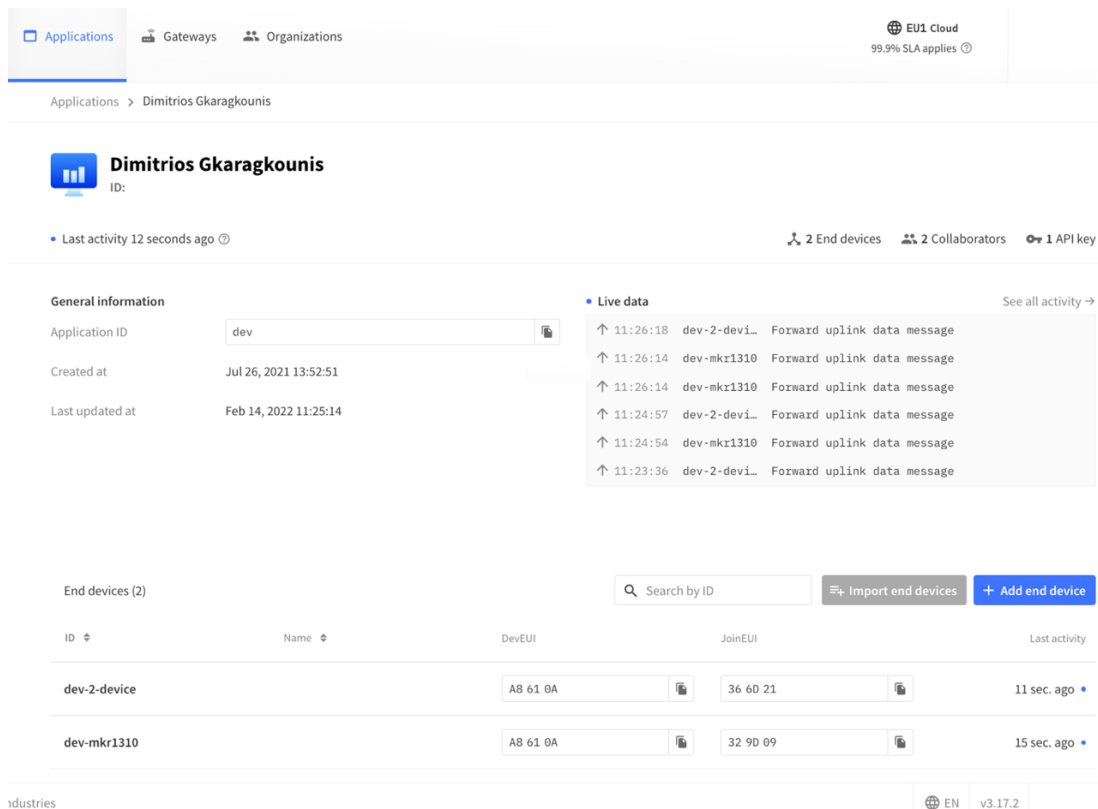 Applications Gateways Organizations
EU1 Cloud
99.9% SLA applies
Applications > Dimitrios Gkaragkounis
Dimitrios Gkaragkounis
ID:
Last activity 12 seconds ago
2 End devices 2 Collaborators 1 API key
General information
Application ID dev
Created at Jul 26, 2021 13:52:51
Last updated at Feb 14, 2022 11:25:14
Live data See all activity →
↑ 11:26:18 dev-2-devi… Forward uplink data message
↑ 11:26:14 dev-mkr1310 Forward uplink data message
↑ 11:26:14 dev-mkr1310 Forward uplink data message
↑ 11:24:57 dev-2-devi… Forward uplink data message
↑ 11:24:54 dev-mkr1310 Forward uplink data message
↑ 11:23:36 dev-2-devi… Forward uplink data message
End devices (2) Search by ID Import end devices + Add end device
ID Name DevEUI JoinEUI Last activity
dev-2-device A8 61 0A 36 6D 21 11 sec. ago
dev-mkr1310 A8 61 0A 32 9D 09 15 sec. ago
ndustries EN v3.17.2